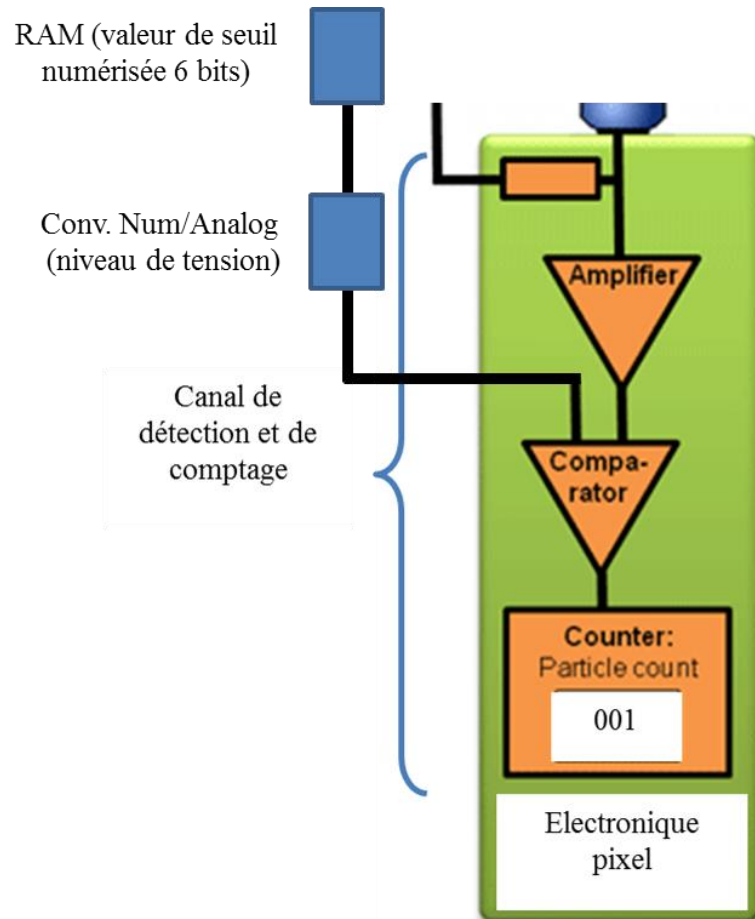 RAM (valeur de seuil
numérisée 6 bits)
Conv. Num/Analog
(niveau de tension)
Canal de
détection et de
comptage
Amplifier
Compa-
rator
Counter:
Particle count
001
Electronique
pixel